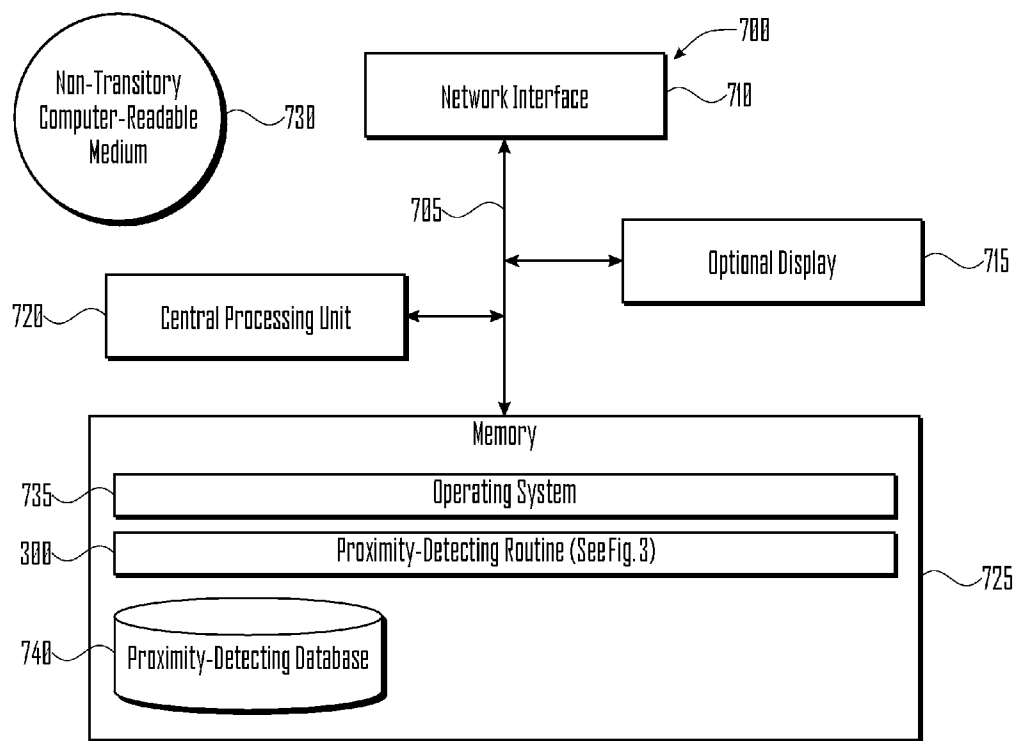 700
Non-Transitory
Computer-Readable
Medium
730
Network Interface
710
705
Optional Display
715
720
Central Processing Unit
Memory
735
Operating System
300
Proximity-Detecting Routine (See Fig. 3)
725
740
Proximity-Detecting Database